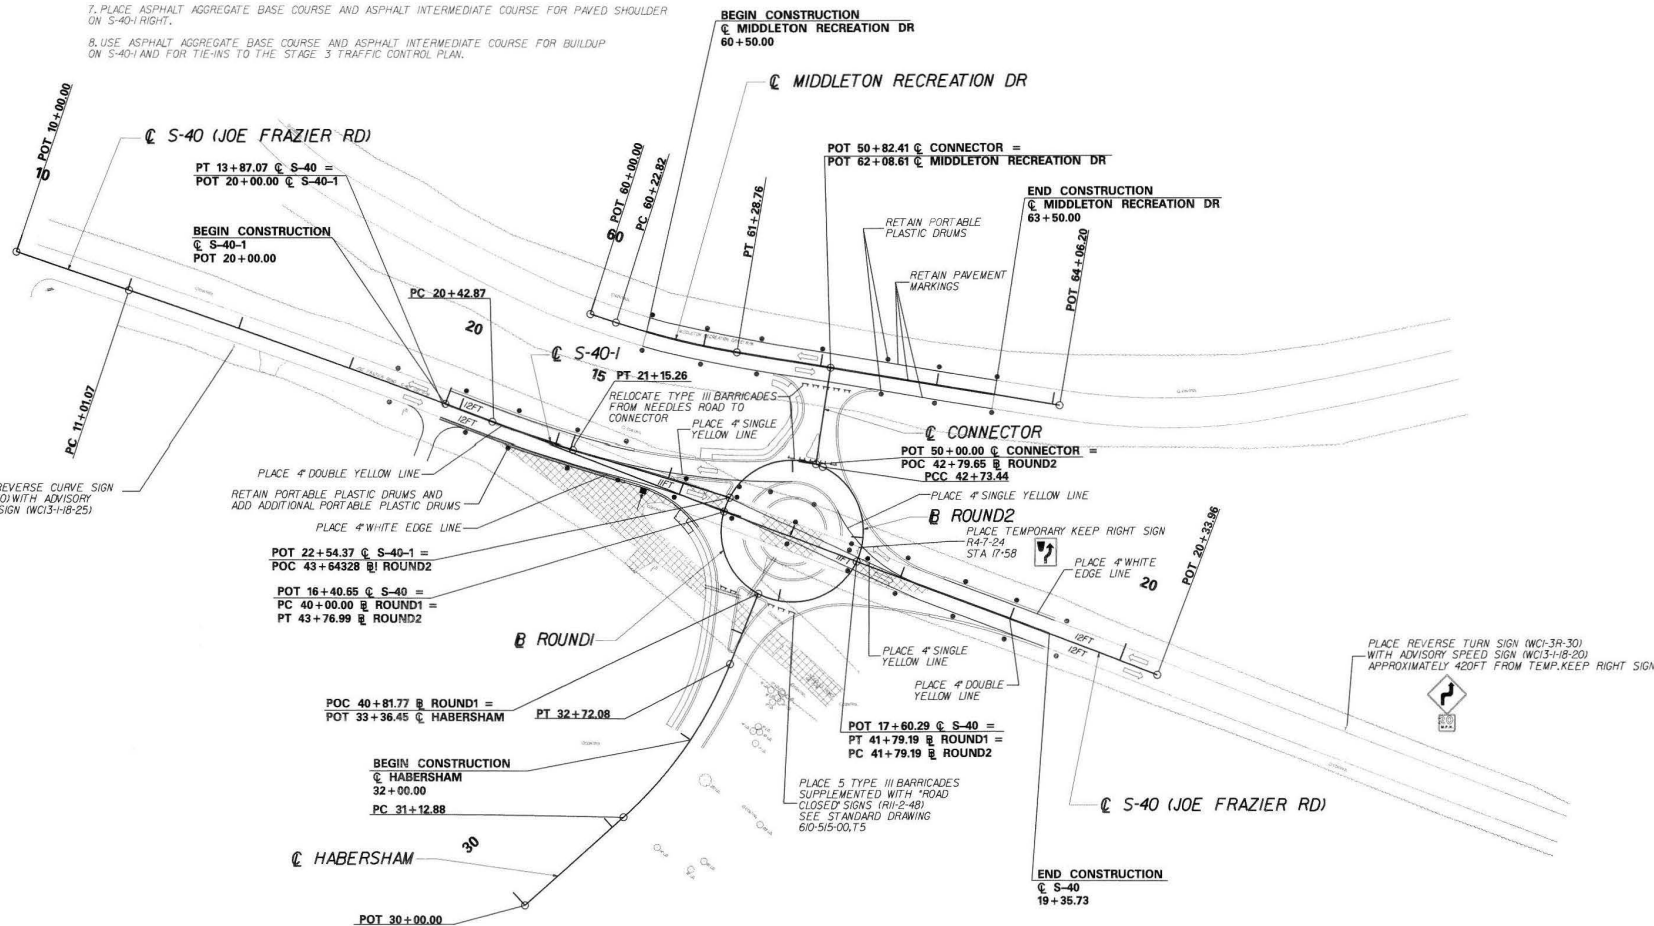 7. PLACE ASPHALT AGGREGATE BASE COURSE AND ASPHALT INTERMEDIATE COURSE FOR PAVED SHOULDER
ON S-40-1 RIGHT.
8. USE ASPHALT AGGREGATE BASE COURSE AND ASPHALT INTERMEDIATE COURSE FOR BUILDUP
ON S-40-1 AND FOR TIE-INS TO THE STAGE 3 TRAFFIC CONTROL PLAN.
BEGIN CONSTRUCTION
℄ MIDDLETON RECREATION DR
60+50.00
℄ MIDDLETON RECREATION DR
POT 10+00.00
10
℄ S-40 (JOE FRAZIER RD)
PT 13+87.07 ℄ S-40 =
POT 20+00.00 ℄ S-40-1
BEGIN CONSTRUCTION
℄ S-40-1
POT 20+00.00
POT 60+00.00
60
PC 60+22.82
PT 61+28.76
POT 50+82.41 ℄ CONNECTOR =
POT 62+08.61 ℄ MIDDLETON RECREATION DR
END CONSTRUCTION
℄ MIDDLETON RECREATION DR
63+50.00
RETAIN PORTABLE
PLASTIC DRUMS
RETAIN PAVEMENT
MARKINGS
POT 64+06.20
PC 20+42.87
20
℄ S-40-1
15
PT 21+15.26
PC 11+01.07
RELOCATE TYPE III BARRICADES
FROM NEEDLES ROAD TO
CONNECTOR
PLACE 4" SINGLE
YELLOW LINE
12FT
12FT
11FT
℄ CONNECTOR
POT 50+00.00 ℄ CONNECTOR =
POC 42+79.65 B ROUND2
PCC 42+73.44
PLACE 4" DOUBLE YELLOW LINE
RETAIN PORTABLE PLASTIC DRUMS AND
ADD ADDITIONAL PORTABLE PLASTIC DRUMS
PLACE 4" WHITE EDGE LINE
REVERSE CURVE SIGN
0) WITH ADVISORY
SIGN (WC13-1-18-25)
PLACE 4" SINGLE YELLOW LINE
B ROUND2
PLACE TEMPORARY KEEP RIGHT SIGN
R4-7-24
STA 17+58
PLACE 4" WHITE
EDGE LINE
20
POT 20+33.96
POT 22+54.37 ℄ S-40-1 =
POC 43+64328 B! ROUND2
POT 16+40.65 ℄ S-40 =
PC 40+00.00 B ROUND1 =
PT 43+76.99 B ROUND2
B ROUND1
11FT
12FT
12FT
PLACE 4" SINGLE
YELLOW LINE
PLACE 4" DOUBLE
YELLOW LINE
PLACE REVERSE TURN SIGN (WC1-3R-30)
WITH ADVISORY SPEED SIGN (WC13-1-18-20)
APPROXIMATELY 420FT FROM TEMP. KEEP RIGHT SIGN
20
M.P.H.
POC 40+81.77 B ROUND1 =
POT 33+36.45 ℄ HABERSHAM
PT 32+72.08
POT 17+60.29 ℄ S-40 =
PT 41+79.19 B ROUND1 =
PC 41+79.19 B ROUND2
BEGIN CONSTRUCTION
℄ HABERSHAM
32+00.00
PC 31+12.88
PLACE 5 TYPE III BARRICADES
SUPPLEMENTED WITH "ROAD
CLOSED" SIGNS (R11-2-48)
SEE STANDARD DRAWING
610-515-00, T5
℄ S-40 (JOE FRAZIER RD)
30
℄ HABERSHAM
END CONSTRUCTION
℄ S-40
19+35.73
POT 30+00.00